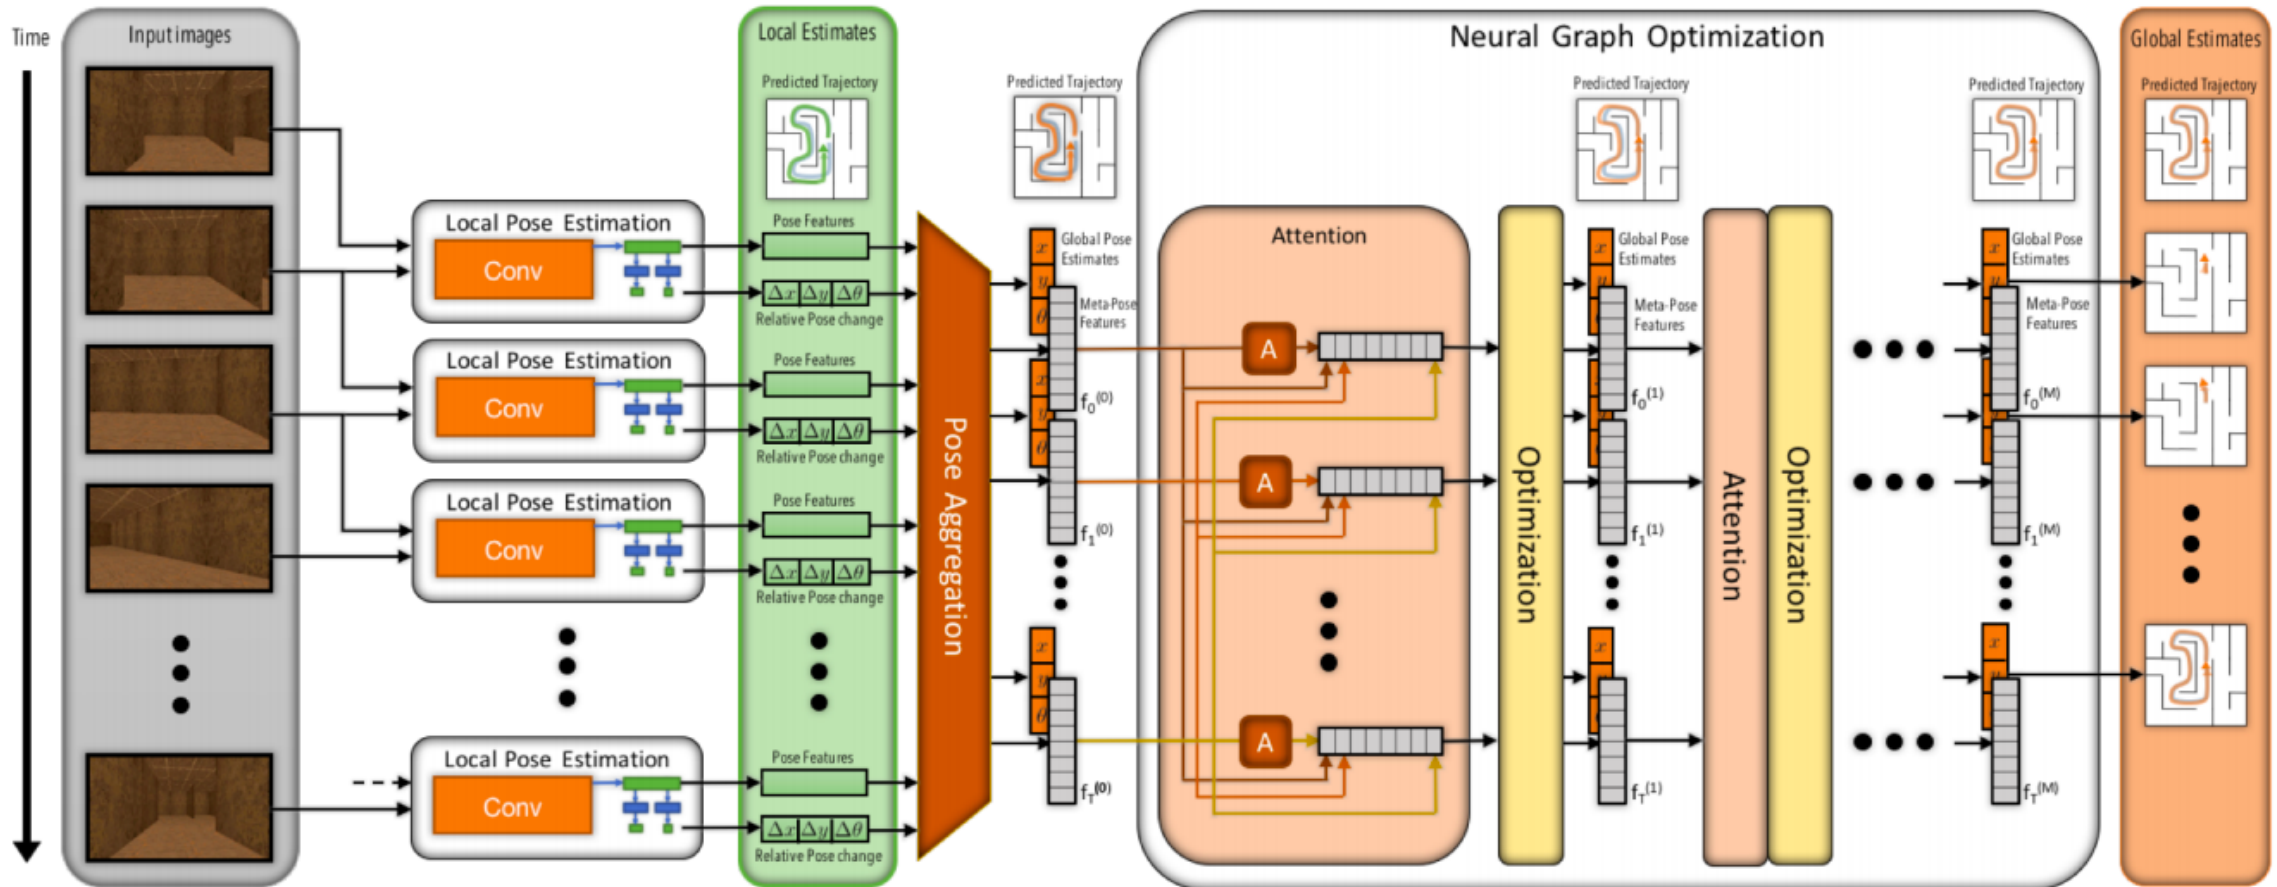 Time
Input images
Local Pose Estimation
Conv
Local Pose Estimation
Conv
Local Pose Estimation
Conv
Local Pose Estimation
Conv
Local Estimates
Predicted Trajectory
Pose Features
Δx Δy Δθ
Relative Pose change
Pose Features
Δx Δy Δθ
Relative Pose change
Pose Features
Δx Δy Δθ
Relative Pose change
Pose Features
Δx Δy Δθ
Relative Pose change
Pose Aggregation
Predicted Trajectory
x
y
θ
Global Pose
Estimates
Meta-Pose
Features
f₀⁽⁰⁾
x
y
θ
f₁⁽⁰⁾
x
y
θ
f_T⁽⁰⁾
Neural Graph Optimization
Attention
A
A
A
Optimization
Predicted Trajectory
x
y
Global Pose
Estimates
Meta-Pose
Features
f₀⁽¹⁾
f₁⁽¹⁾
x
y
f_T⁽¹⁾
Attention
Optimization
Predicted Trajectory
x
y
Global Pose
Estimates
Meta-Pose
Features
f₀⁽ᴹ⁾
f₁⁽ᴹ⁾
x
y
f_T⁽ᴹ⁾
Global Estimates
Predicted Trajectory